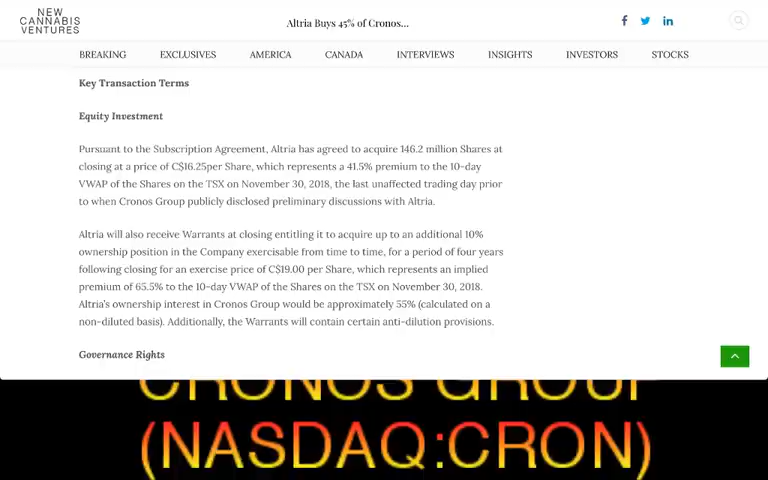 NEW
CANNABIS
VENTURES
Altria Buys 45% of Cronos...
BREAKING EXCLUSIVES AMERICA CANADA INTERVIEWS INSIGHTS INVESTORS STOCKS
Key Transaction Terms
Equity Investment
Pursuant to the Subscription Agreement, Altria has agreed to acquire 146.2 million Shares at
closing at a price of C$16.25per Share, which represents a 41.5% premium to the 10-day
VWAP of the Shares on the TSX on November 30, 2018, the last unaffected trading day prior
to when Cronos Group publicly disclosed preliminary discussions with Altria.
Altria will also receive Warrants at closing entitling it to acquire up to an additional 10%
ownership position in the Company exercisable from time to time, for a period of four years
following closing for an exercise price of C$19.00 per Share, which represents an implied
premium of 65.5% to the 10-day VWAP of the Shares on the TSX on November 30, 2018.
Altria's ownership interest in Cronos Group would be approximately 55% (calculated on a
non-diluted basis). Additionally, the Warrants will contain certain anti-dilution provisions.
Governance Rights
CRONOS GROUP
(NASDAQ:CRON)